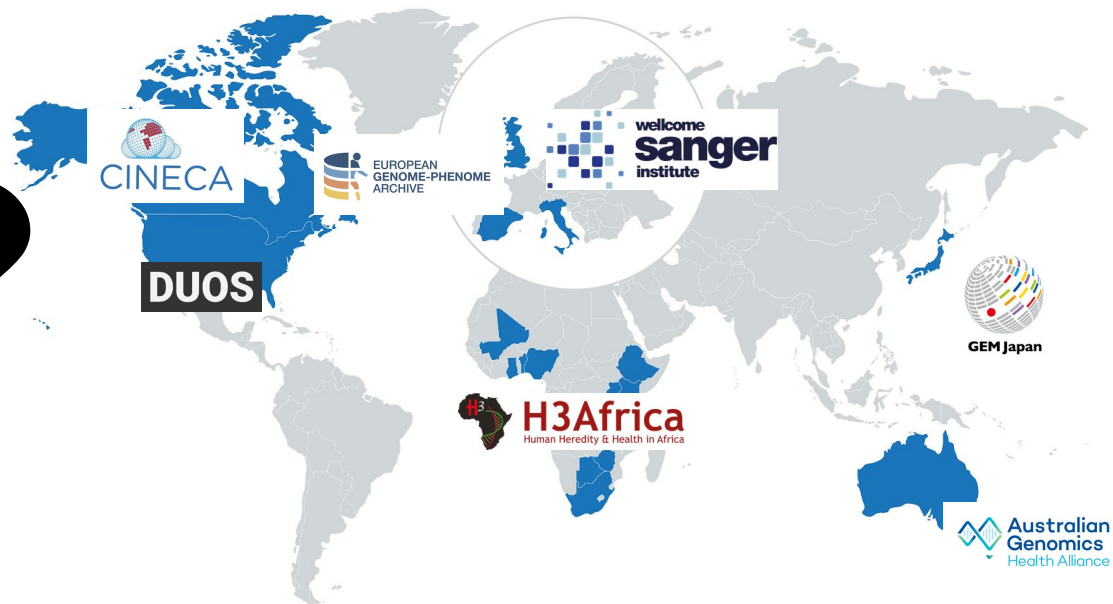 CINECA
EUROPEAN
GENOME-PHENOME
ARCHIVE
wellcome
sanger
institute
DUOS
GEM Japan
H3
H3Africa
Human Heredity & Health in Africa
Australian
Genomics
Health Alliance